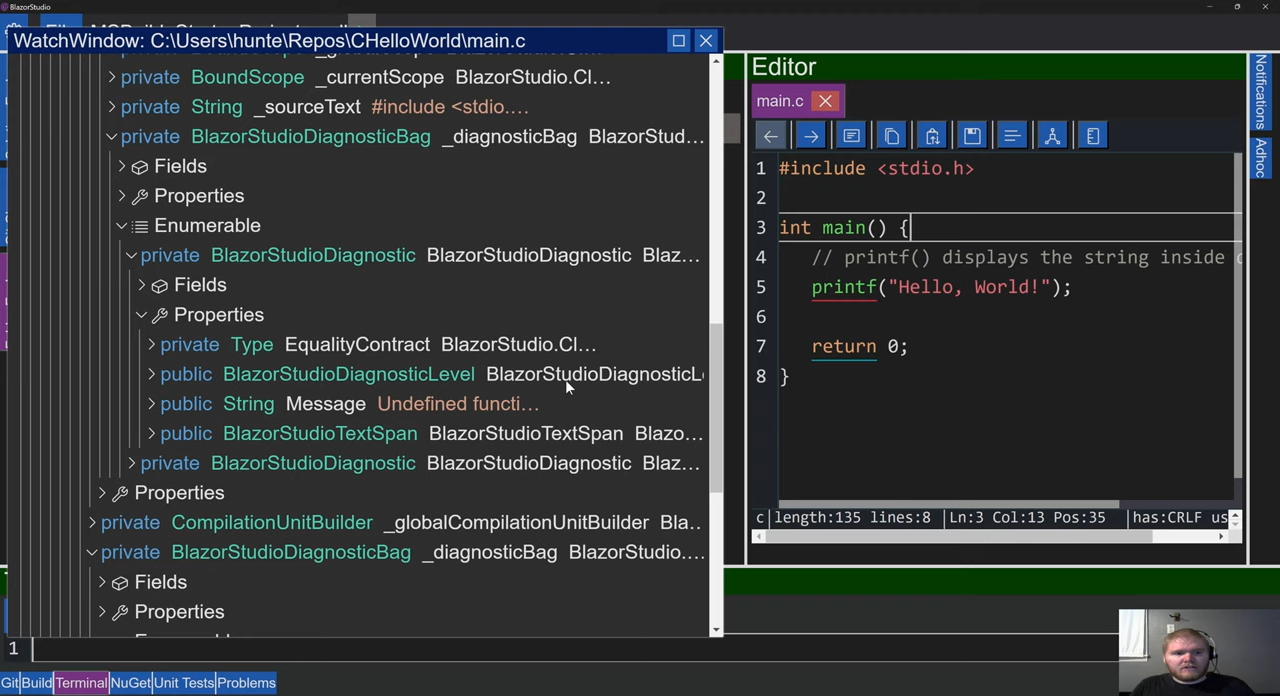 BlazorStudio
WatchWindow: C:\Users\hunte\Repos\CHelloWorld\main.c
private BoundScope _currentScope BlazorStudio.Cl...
private String _sourceText #include <stdio....
private BlazorStudioDiagnosticBag _diagnosticBag BlazorStud...
Fields
Properties
Enumerable
private BlazorStudioDiagnostic BlazorStudioDiagnostic Blaz...
Fields
Properties
private Type EqualityContract BlazorStudio.Cl...
public BlazorStudioDiagnosticLevel BlazorStudioDiagnosticL
public String Message Undefined functi...
public BlazorStudioTextSpan BlazorStudioTextSpan Blazo...
private BlazorStudioDiagnostic BlazorStudioDiagnostic Blaz...
Properties
private CompilationUnitBuilder _globalCompilationUnitBuilder Bla...
private BlazorStudioDiagnosticBag _diagnosticBag BlazorStudio....
Fields
Properties
1
Git Build Terminal NuGet Unit Tests Problems
Editor
main.c
1 #include <stdio.h>
2
3 int main() {
4 // printf() displays the string inside
5 printf("Hello, World!");
6
7 return 0;
8 }
c length:135 lines:8 Ln:3 Col:13 Pos:35 has:CRLF us
Notifications
Adhoc